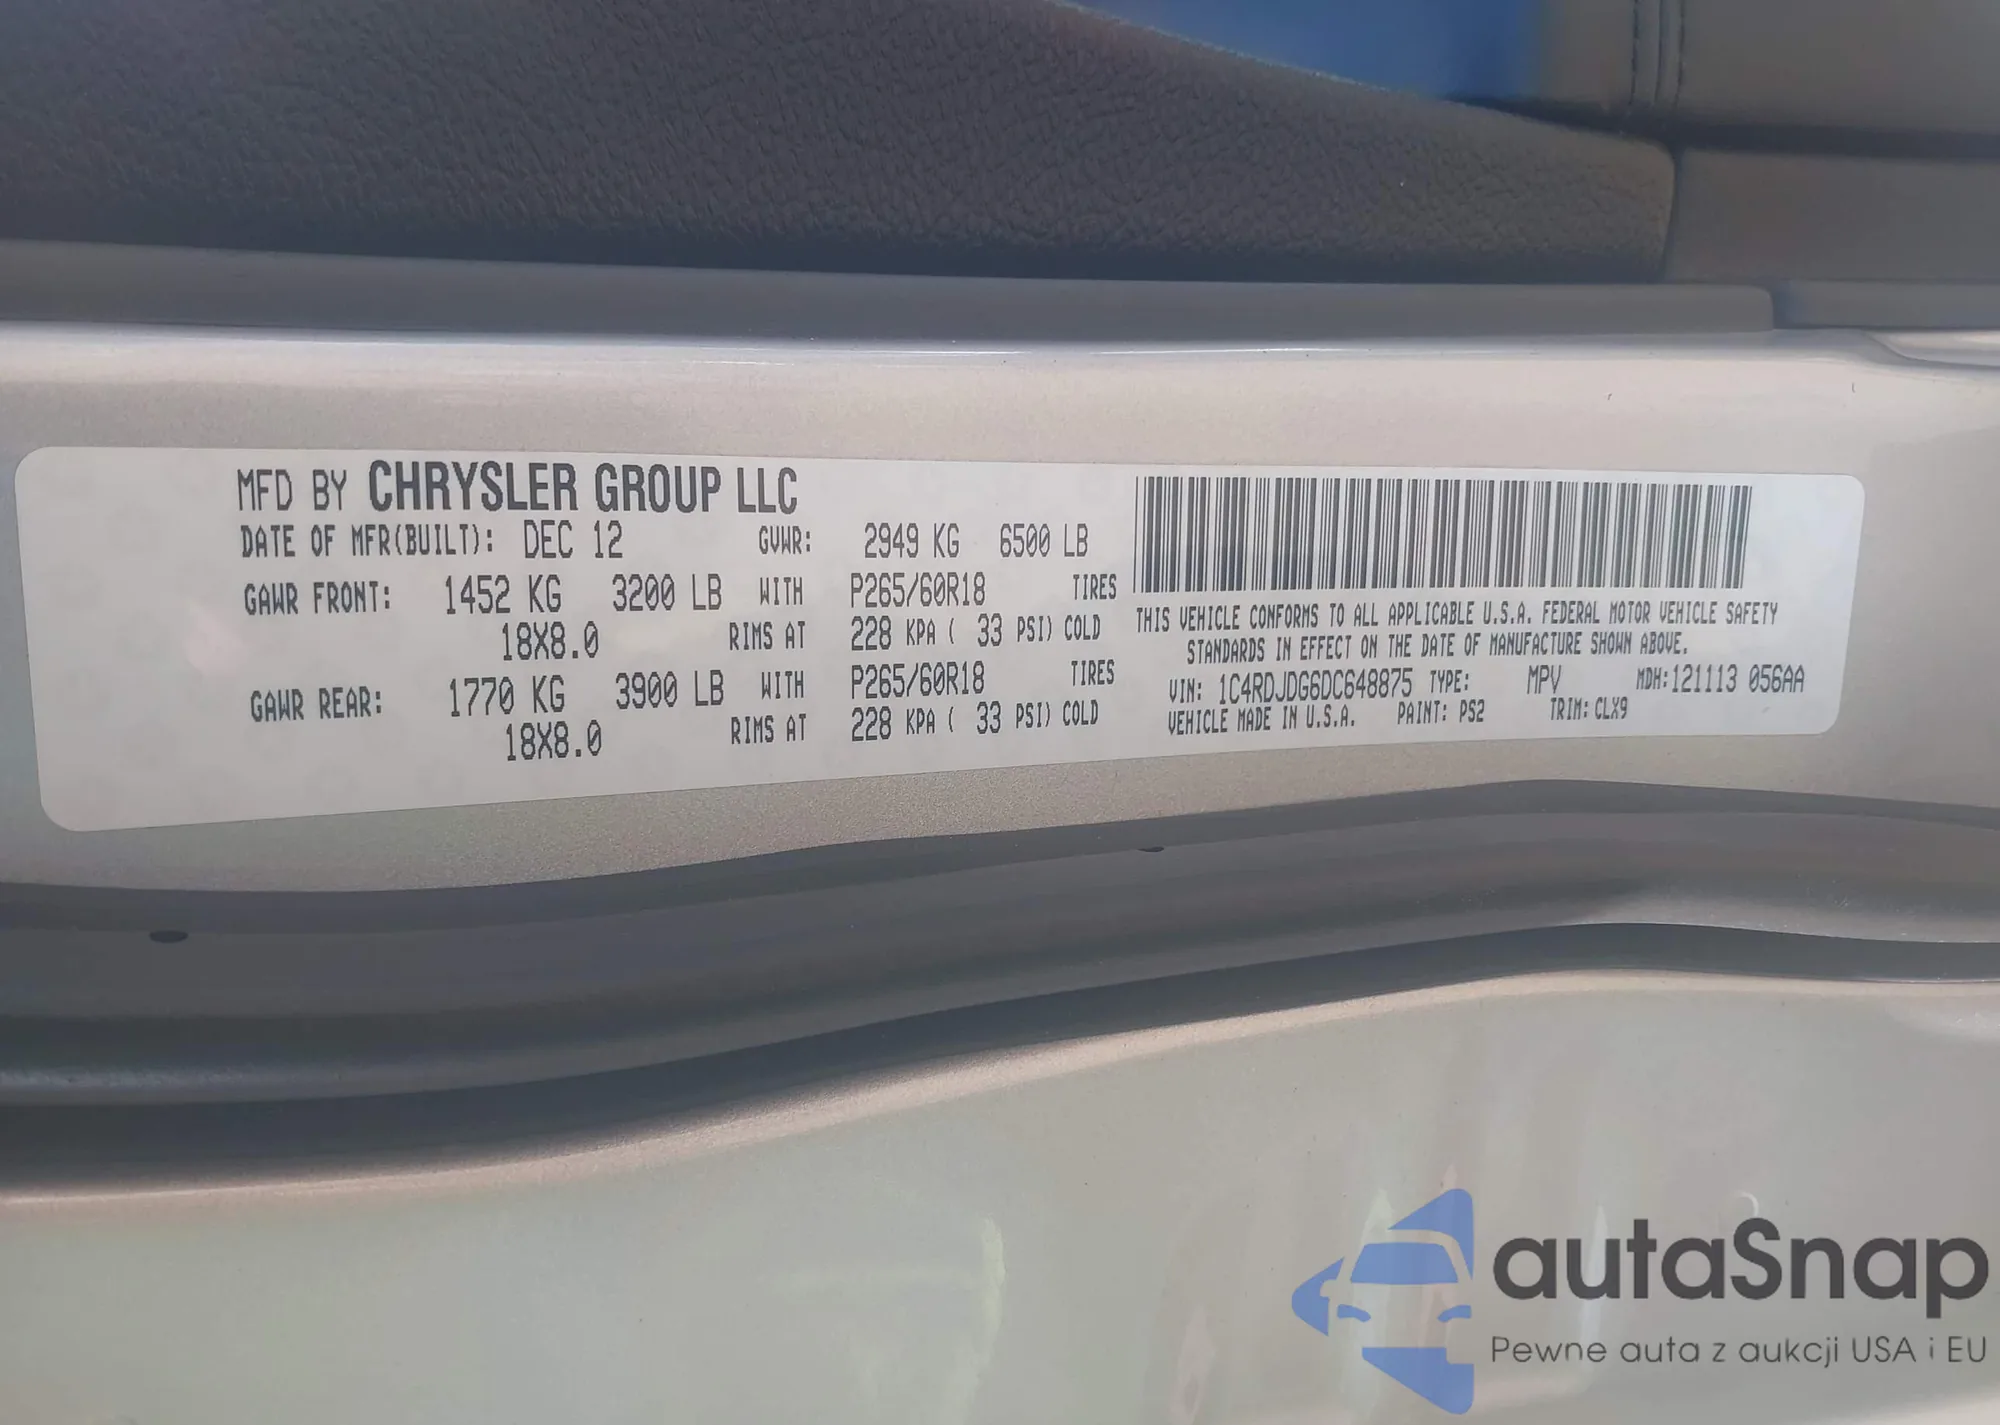 MFD BY CHRYSLER GROUP LLC
DATE OF MFR(BUILT): DEC 12 GVWR: 2949 KG 6500 LB
GAWR FRONT: 1452 KG 3200 LB WITH P265/60R18 TIRES
18X8.0 RIMS AT 228 KPA ( 33 PSI) COLD
GAWR REAR: 1770 KG 3900 LB WITH P265/60R18 TIRES
18X8.0 RIMS AT 228 KPA ( 33 PSI) COLD
THIS VEHICLE CONFORMS TO ALL APPLICABLE U.S.A. FEDERAL MOTOR VEHICLE SAFETY
STANDARDS IN EFFECT ON THE DATE OF MANUFACTURE SHOWN ABOVE.
VIN: 1C4RDJDG6DC648875 TYPE: MPV MDH:121113 056AA
VEHICLE MADE IN U.S.A. PAINT: PS2 TRIM: CLX9
autaSnap
Pewne auta z aukcji USA i EU